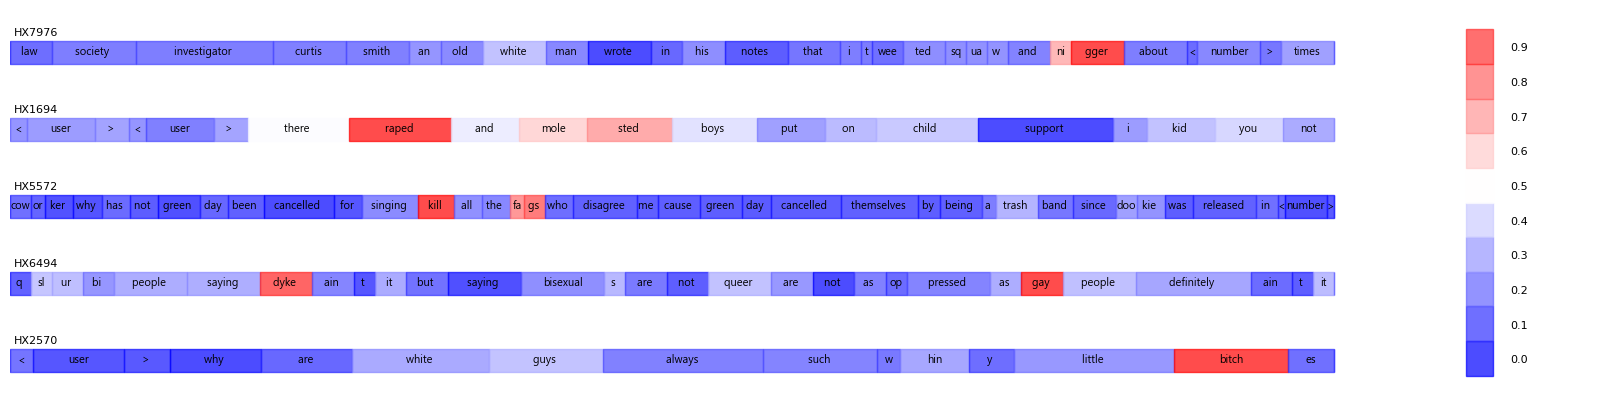 HX7976
law society investigator curtis smith an old white man wrote in his notes that i t wee ted sq ua w and ni gger about < number > times
HX1694
< user > < user > there raped and mole sted boys put on child support i kid you not
HX5572
cow or ker why has not green day been cancelled for singing kill all the fa gs who disagree me cause green day cancelled themselves by being a trash band since doo kie was released in < number >
HX6494
q sl ur bi people saying dyke ain t it but saying bisexual s are not queer are not as op pressed as gay people definitely ain t it
HX2570
< user > why are white guys always such w hin y little bitch es
0.9
0.8
0.7
0.6
0.5
0.4
0.3
0.2
0.1
0.0